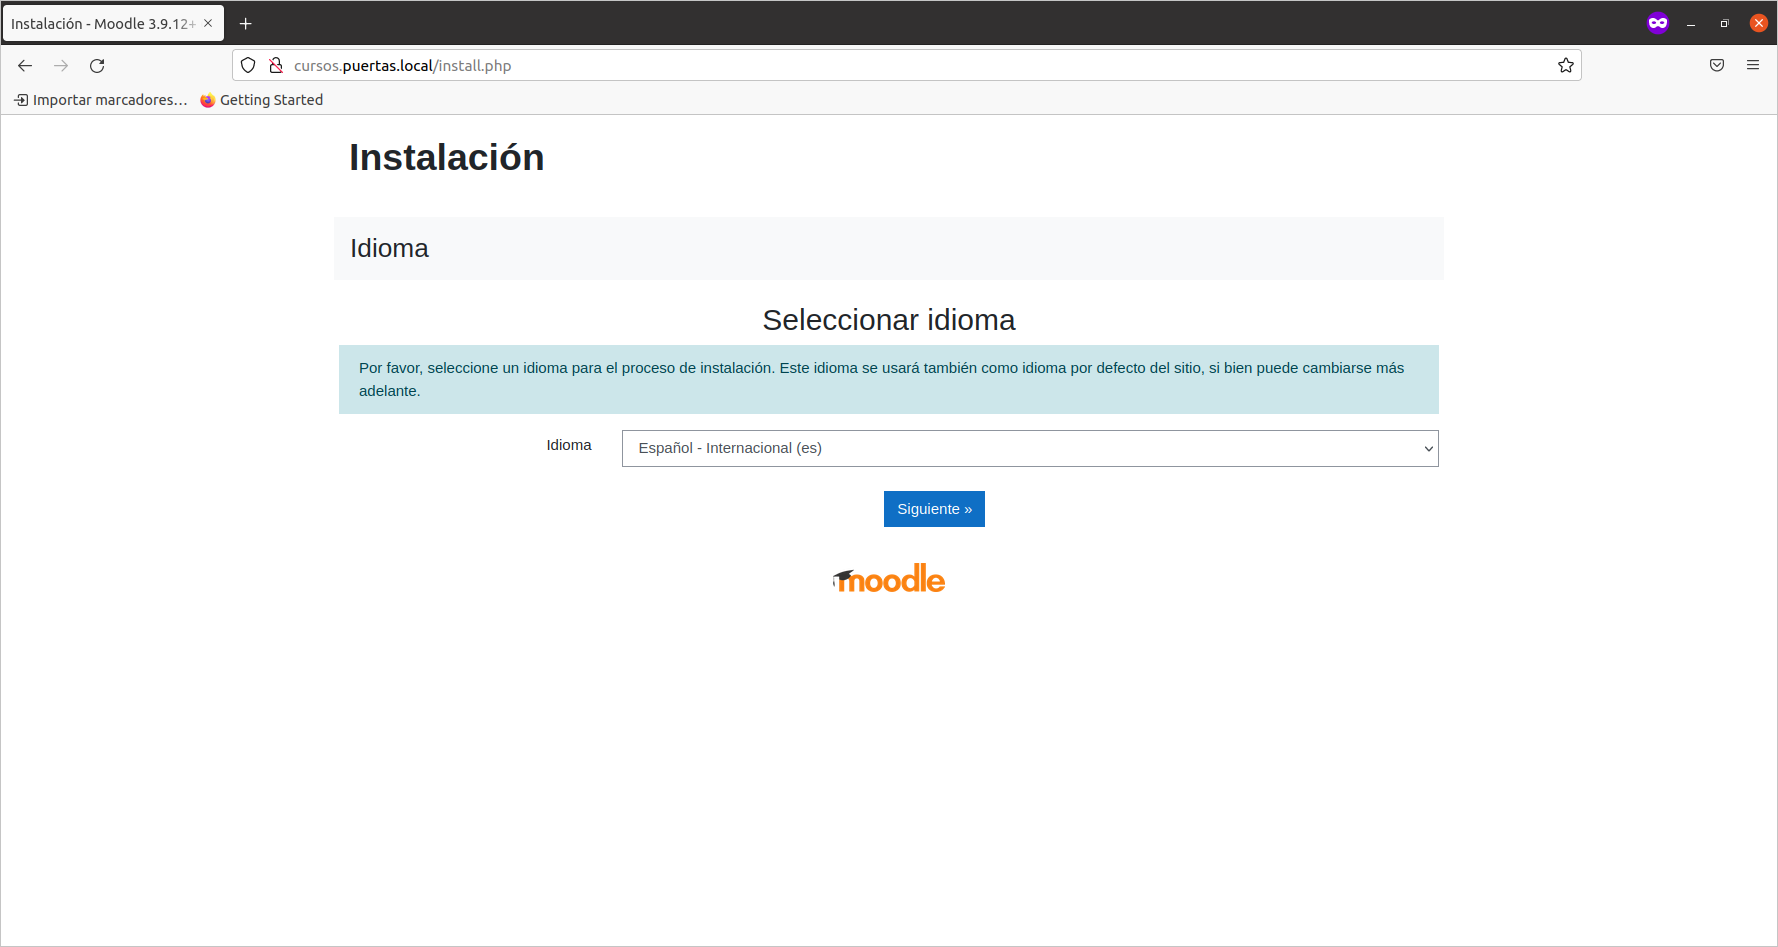 Instalación - Moodle 3.9.12+
cursos.puertas.local/install.php
Importar marcadores... Getting Started
Instalación
Idioma
Seleccionar idioma
Por favor, seleccione un idioma para el proceso de instalación. Este idioma se usará también como idioma por defecto del sitio, si bien puede cambiarse más
adelante.
Idioma Español - Internacional (es)
Siguiente »
moodle